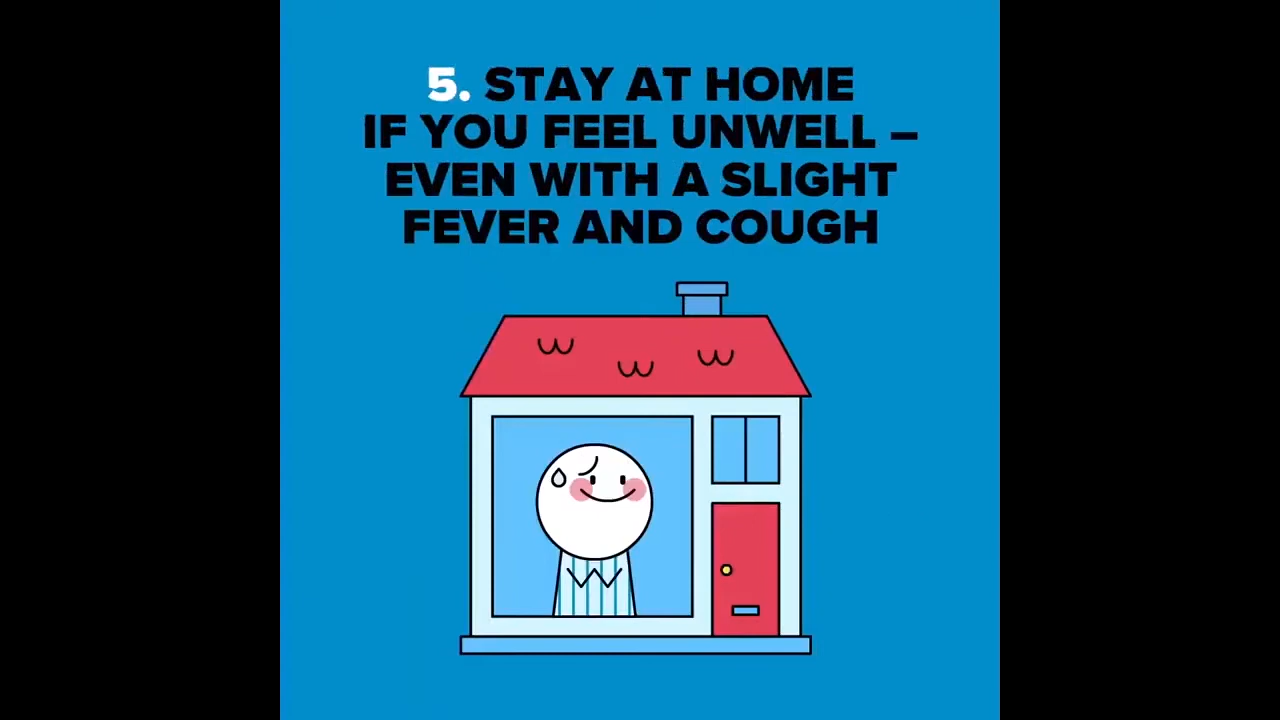 5. STAY AT HOME
IF YOU FEEL UNWELL –
EVEN WITH A SLIGHT
FEVER AND COUGH